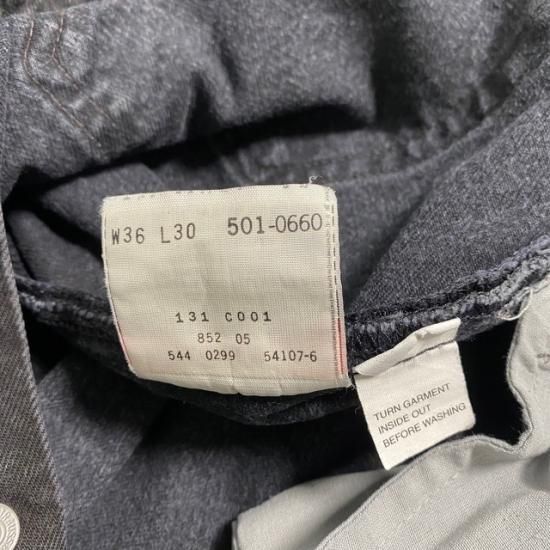 W36 L30 501-0660
131 C001
852 05
544 0299 54107-6
TURN GARMENT
INSIDE OUT
BEFORE WASHING